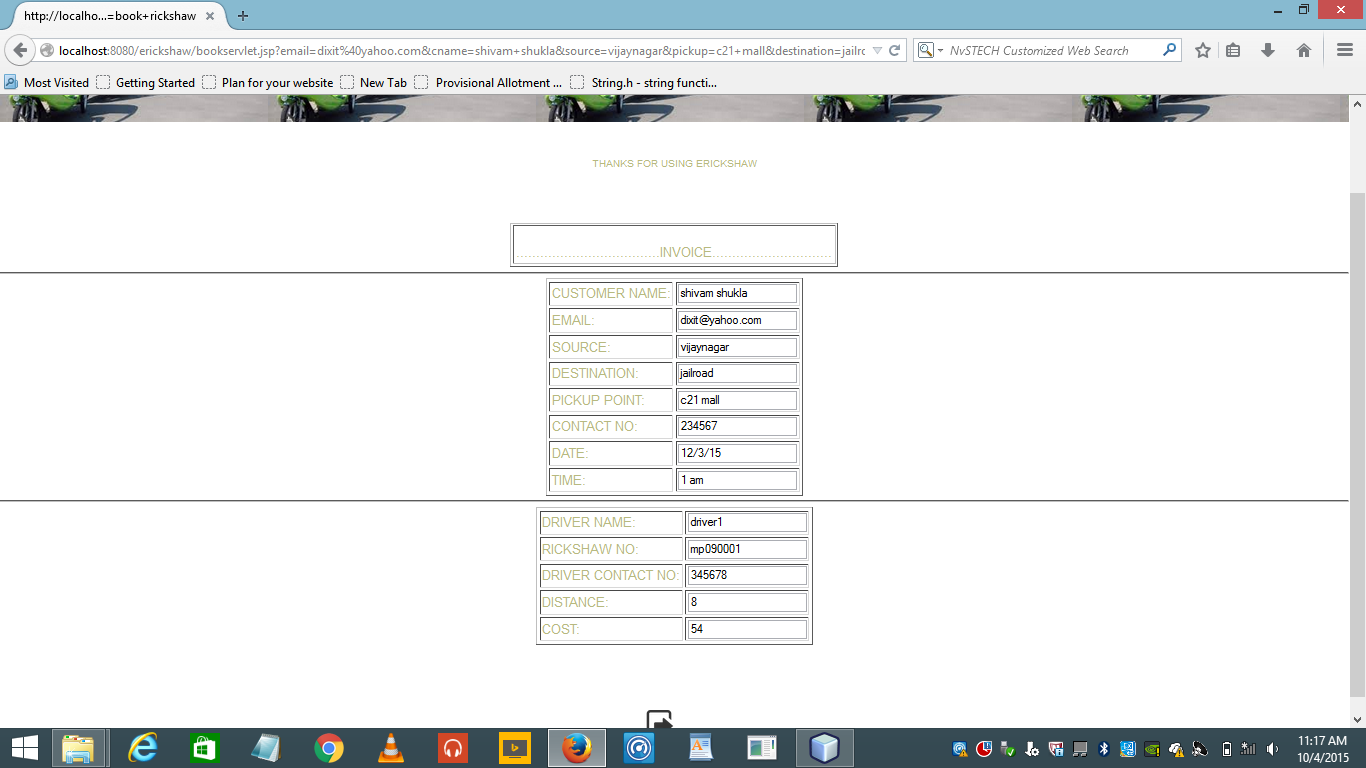 http://localho...=book+rickshaw
localhost:8080/erickshaw/bookservlet.jsp?email=dixit%40yahoo.com&cname=shivam+shukla&source=vijaynagar&pickup=c21+mall&destination=jailro
NvSTECH Customized Web Search
Most Visited Getting Started Plan for your website New Tab Provisional Allotment ... String.h - string functi...
THANKS FOR USING ERICKSHAW
....................................INVOICE..............................
CUSTOMER NAME: shivam shukla
EMAIL: dixit@yahoo.com
SOURCE: vijaynagar
DESTINATION: jailroad
PICKUP POINT: c21 mall
CONTACT NO: 234567
DATE: 12/3/15
TIME: 1 am
DRIVER NAME: driver1
RICKSHAW NO: mp090001
DRIVER CONTACT NO: 345678
DISTANCE: 8
COST: 54
11:17 AM
10/4/2015